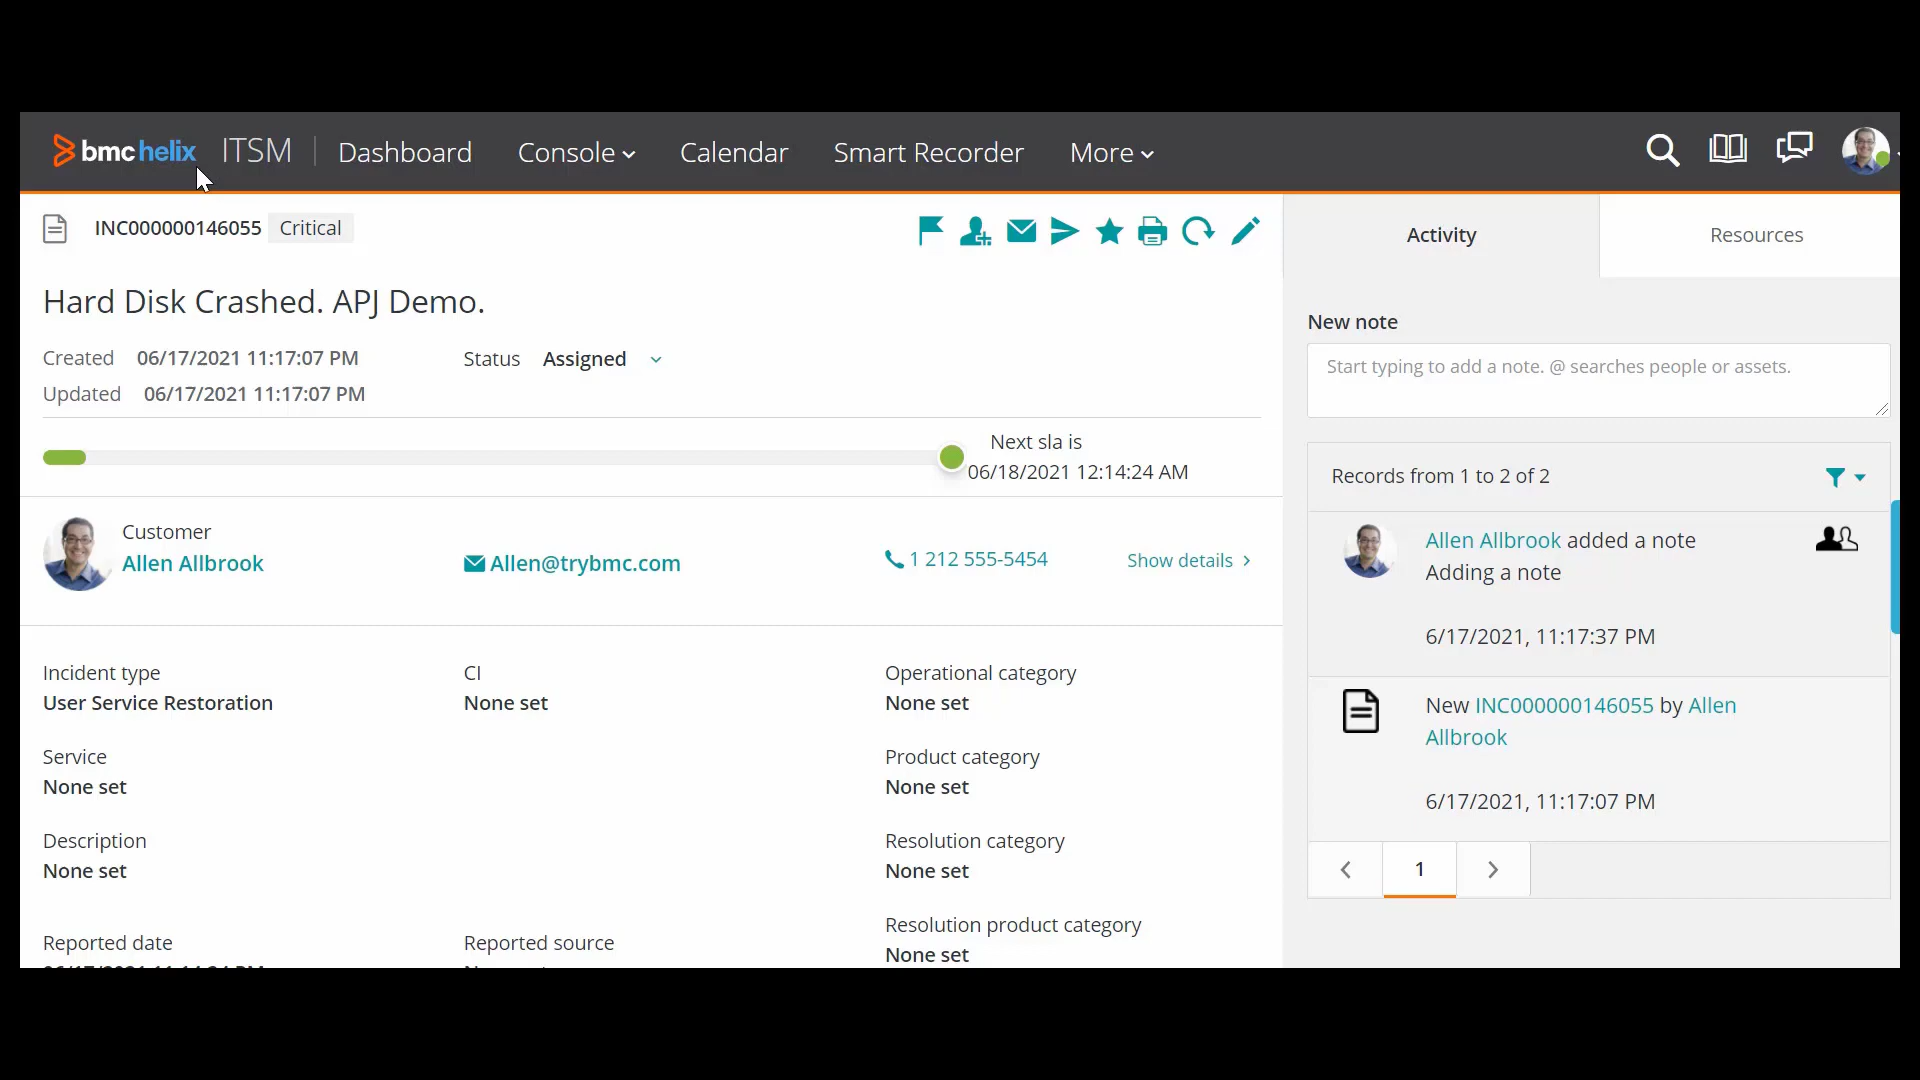 bmc helix ITSM Dashboard Console Calendar Smart Recorder More
INC000000146055 Critical
Hard Disk Crashed. APJ Demo.
Created 06/17/2021 11:17:07 PM Status Assigned
Updated 06/17/2021 11:17:07 PM
Next sla is
06/18/2021 12:14:24 AM
Customer
Allen Allbrook Allen@trybmc.com 1 212 555-5454 Show details
Incident type CI Operational category
User Service Restoration None set None set
Service Product category
None set None set
Description Resolution category
None set None set
Resolution product category
Reported date Reported source
None set
Activity Resources
New note
Start typing to add a note. @ searches people or assets.
Records from 1 to 2 of 2
Allen Allbrook added a note
Adding a note
6/17/2021, 11:17:37 PM
New INC000000146055 by Allen
Allbrook
6/17/2021, 11:17:07 PM
1